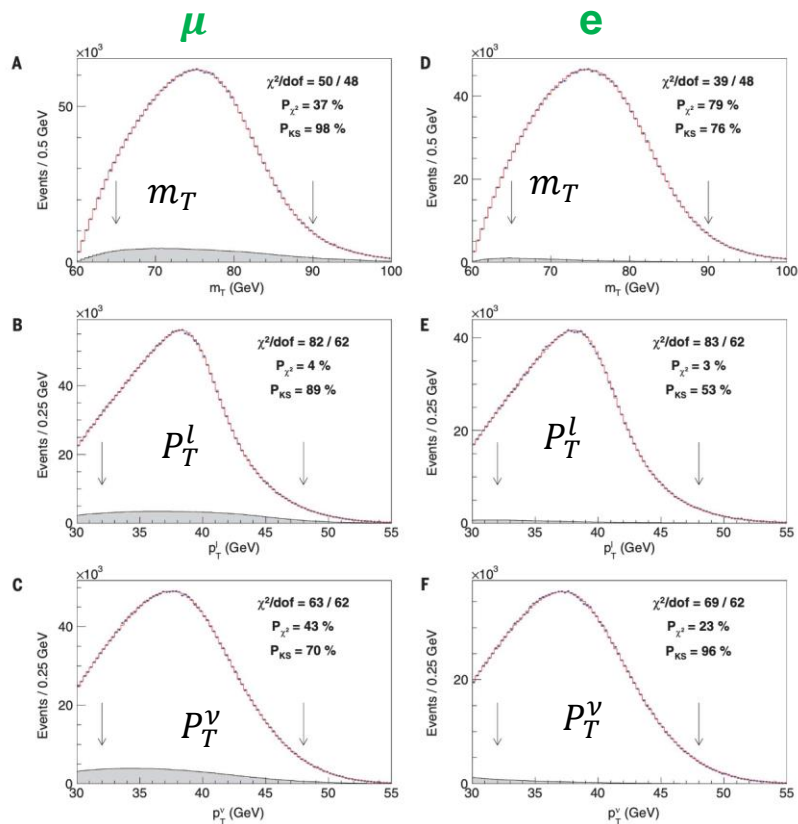 μ e
A
×10³
χ²/dof = 50 / 48
P_χ² = 37 %
P_KS = 98 %
Events / 0.5 GeV
50
0
m_T
60 70 80 90 100
m_T (GeV)
D
×10³
χ²/dof = 39 / 48
P_χ² = 79 %
P_KS = 76 %
Events / 0.5 GeV
40
20
0
m_T
60 70 80 90 100
m_T (GeV)
B
×10³
χ²/dof = 82 / 62
P_χ² = 4 %
P_KS = 89 %
Events / 0.25 GeV
40
20
0
P_T^l
30 35 40 45 50 55
p_T^l (GeV)
E
×10³
χ²/dof = 83 / 62
P_χ² = 3 %
P_KS = 53 %
Events / 0.25 GeV
40
20
0
P_T^l
30 35 40 45 50 55
p_T^l (GeV)
C
×10³
χ²/dof = 63 / 62
P_χ² = 43 %
P_KS = 70 %
Events / 0.25 GeV
40
20
0
P_T^ν
30 35 40 45 50 55
p_T^ν (GeV)
F
×10³
χ²/dof = 69 / 62
P_χ² = 23 %
P_KS = 96 %
Events / 0.25 GeV
20
0
P_T^ν
30 35 40 45 50 55
p_T^ν (GeV)